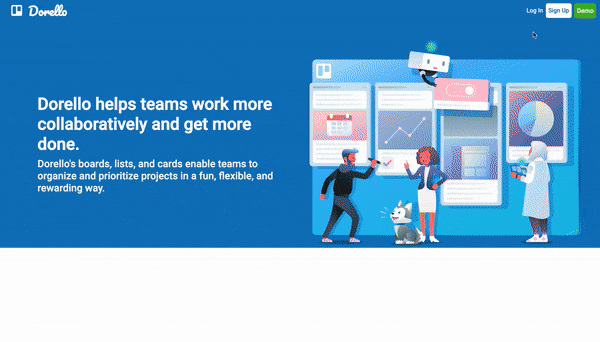 Dorello
Log In
Sign Up
Demo
Dorello helps teams work more
collaboratively and get more
done.
Dorello's boards, lists, and cards enable teams to
organize and prioritize projects in a fun, flexible, and
rewarding way.